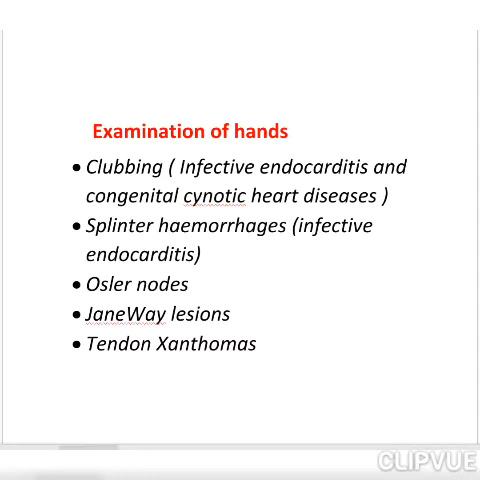 Examination of hands
• Clubbing ( Infective endocarditis and
congenital cynotic heart diseases )
• Splinter haemorrhages (infective
endocarditis)
• Osler nodes
• JaneWay lesions
• Tendon Xanthomas
CLIPVUE